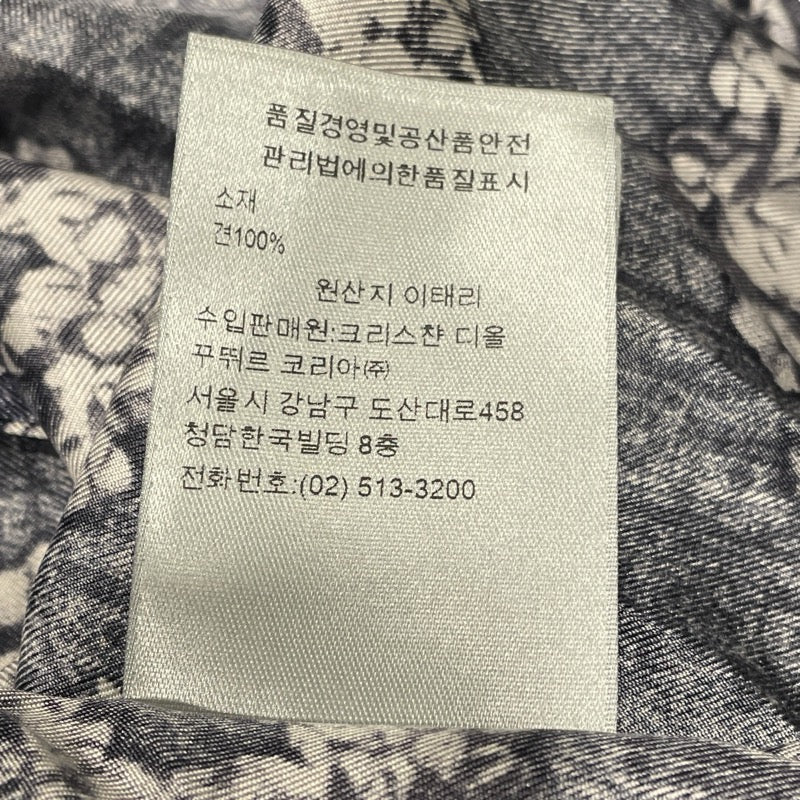 품질경영및공산품안전
관리법에의한품질표시
소재
견100%
원산지 이태리
수입판매원:크리스챤 디올
꾸뛰르 코리아㈜
서울시 강남구 도산대로458
청담한국빌딩 8층
전화번호:(02) 513-3200